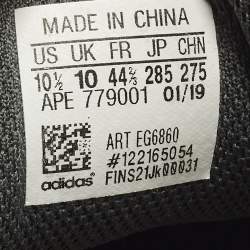 MADE IN CHINA
US UK FR JP CHN
10½ 10 44⅔ 285 275
APE 779001 01/19
ART EG6860
#122165054
adidas FINS21Jk00031